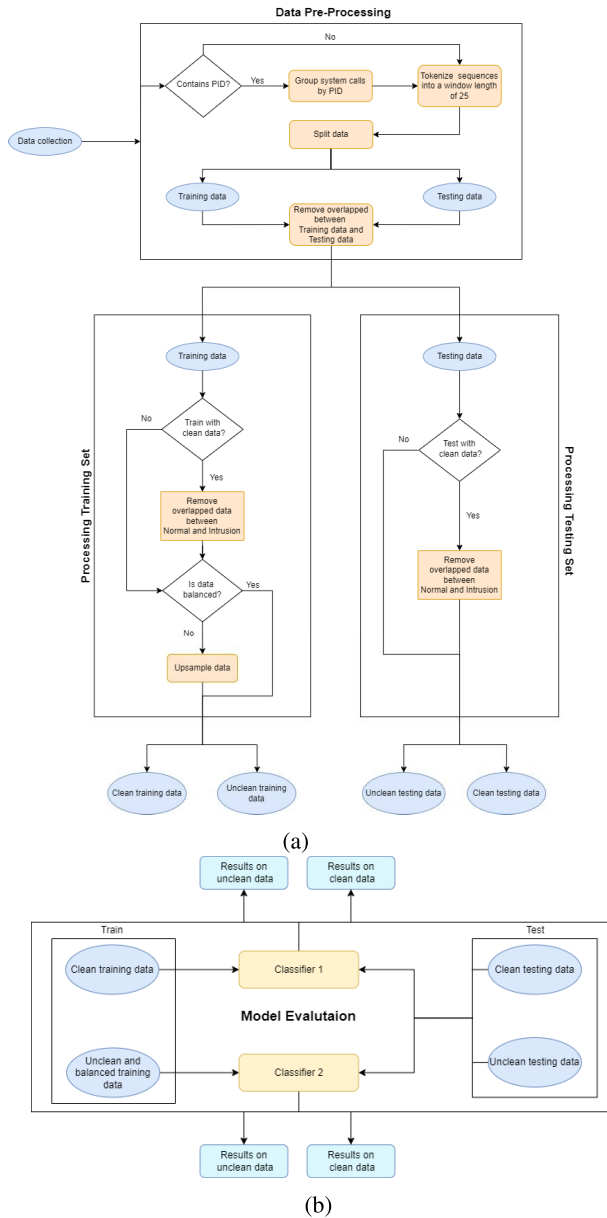 Data Pre-Processing
No
Contains PID?
Yes
Group system calls
by PID
Tokenize sequences
into a window length
of 25
Data collection
Split data
Training data
Testing data
Remove overlapped
between
Training data and
Testing data
Processing Training Set
Training data
Train with
clean data?
No
Yes
Remove
overlapped data
between
Normal and Intrusion
Is data
balanced?
Yes
No
Upsample data
Clean training data
Unclean training
data
Processing Testing Set
Testing data
Test with
clean data?
No
Yes
Remove
overlapped data
between
Normal and Intrusion
Unclean testing data
Clean testing data
(a)
Results on
unclean data
Results on
clean data
Train
Test
Clean training data
Classifier 1
Clean testing data
Model Evalutaion
Unclean and
balanced training
data
Classifier 2
Unclean testing data
Results on
unclean data
Results on
clean data
(b)